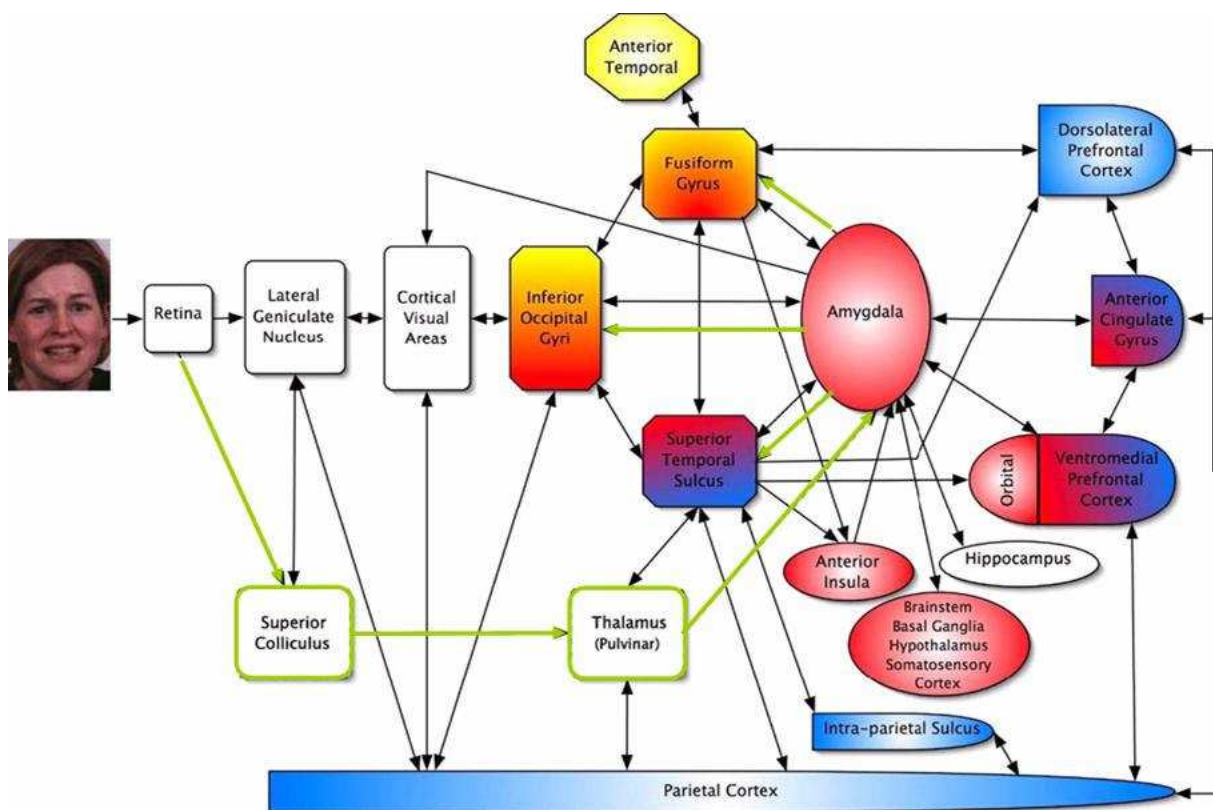 Anterior
Temporal
Fusiform
Gyrus
Dorsolateral
Prefrontal
Cortex
Retina
Lateral
Geniculate
Nucleus
Cortical
Visual
Areas
Inferior
Occipital
Gyri
Amygdala
Anterior
Cingulate
Gyrus
Superior
Temporal
Sulcus
Orbital
Ventromedial
Prefrontal
Cortex
Anterior
Insula
Hippocampus
Superior
Colliculus
Thalamus
(Pulvinar)
Brainstem
Basal Ganglia
Hypothalamus
Somatosensory
Cortex
Intra-parietal Sulcus
Parietal Cortex